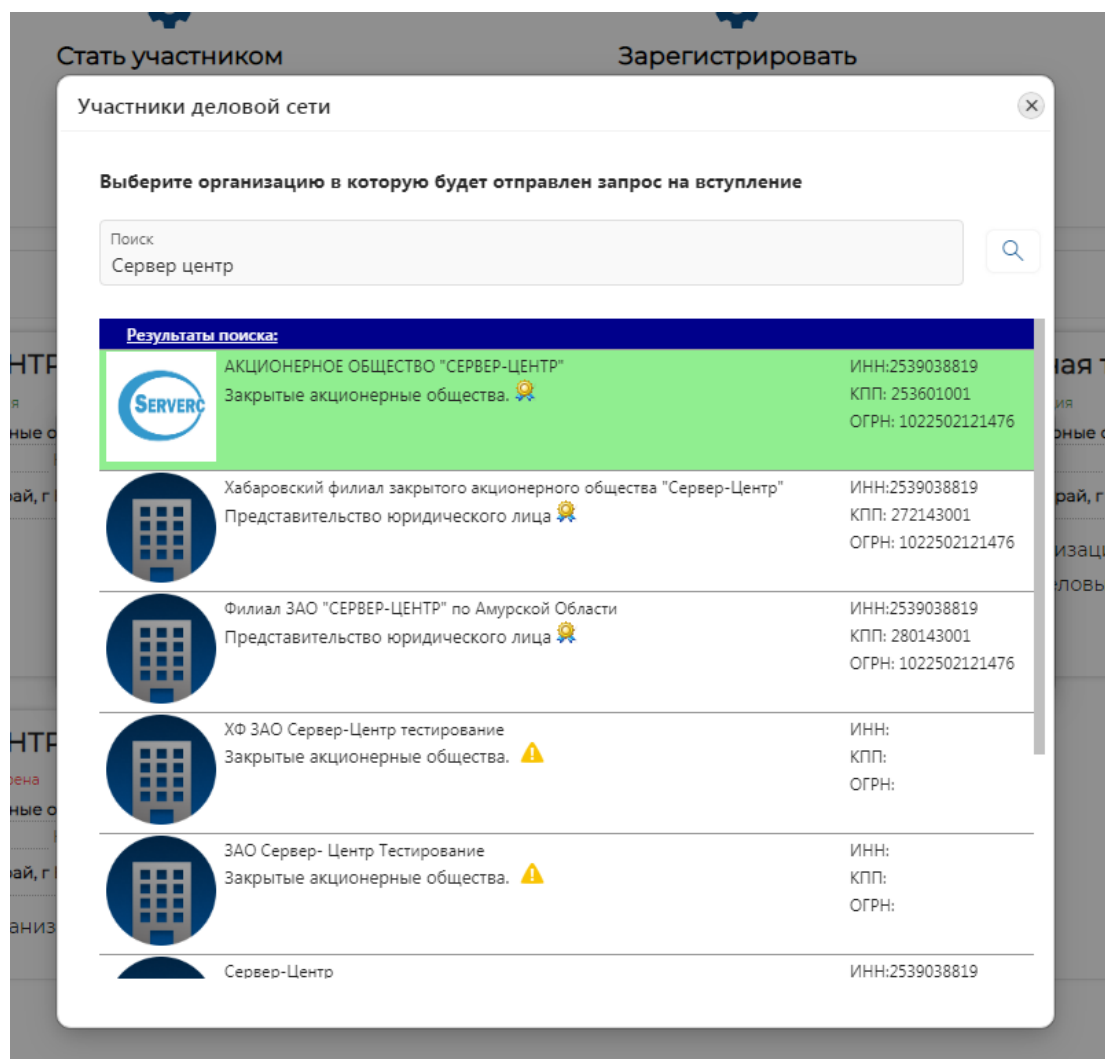 Стать участником
Зарегистрировать
Участники деловой сети
Выберите организацию в которую будет отправлен запрос на вступление
Поиск
Сервер центр
Результаты поиска:
SERVERC
АКЦИОНЕРНОЕ ОБЩЕСТВО "СЕРВЕР-ЦЕНТР"
Закрытые акционерные общества.
ИНН:2539038819
КПП: 253601001
ОГРН: 1022502121476
Хабаровский филиал закрытого акционерного общества "Сервер-Центр"
Представительство юридического лица
ИНН:2539038819
КПП: 272143001
ОГРН: 1022502121476
Филиал ЗАО "СЕРВЕР-ЦЕНТР" по Амурской Области
Представительство юридического лица
ИНН:2539038819
КПП: 280143001
ОГРН: 1022502121476
ХФ ЗАО Сервер-Центр тестирование
Закрытые акционерные общества.
ИНН:
КПП:
ОГРН:
ЗАО Сервер- Центр Тестирование
Закрытые акционерные общества.
ИНН:
КПП:
ОГРН:
Сервер-Центр
ИНН:2539038819